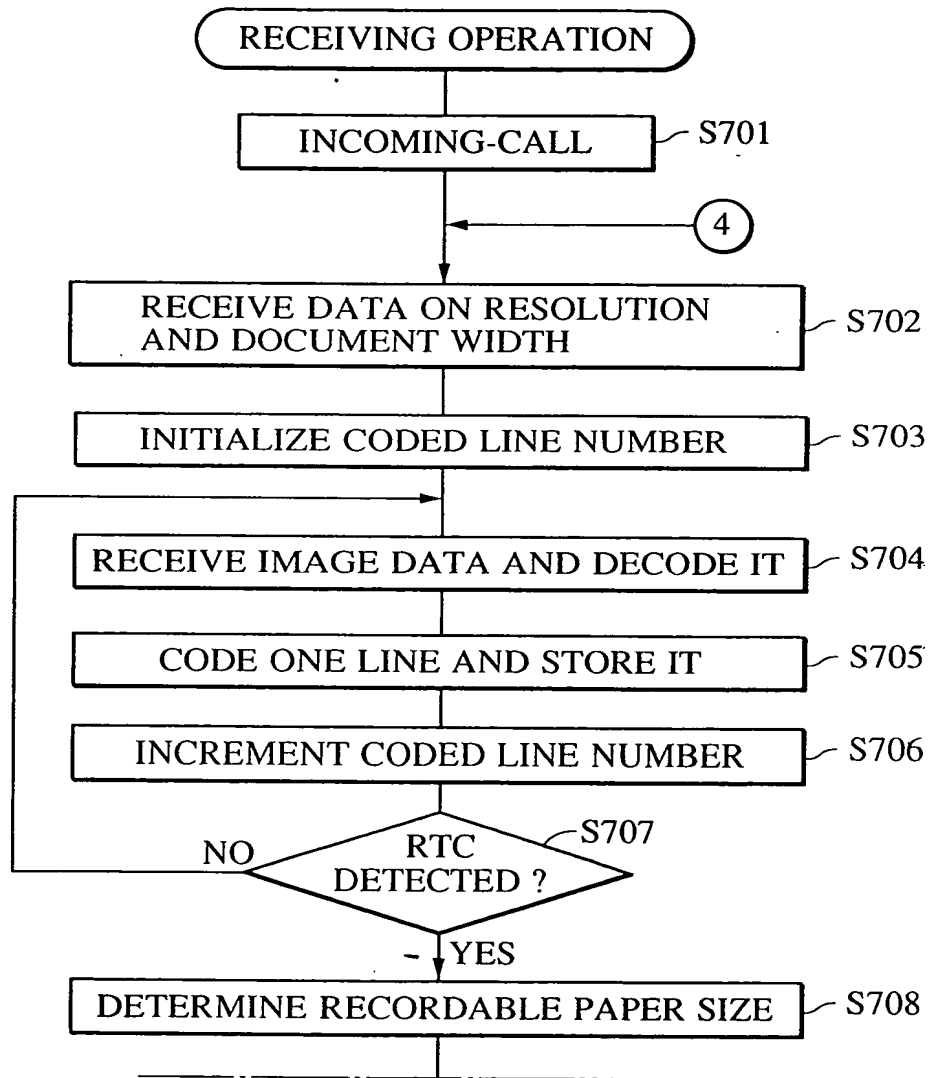 RECEIVING OPERATION
INCOMING-CALL
S701
4
RECEIVE DATA ON RESOLUTION
AND DOCUMENT WIDTH
S702
INITIALIZE CODED LINE NUMBER
S703
RECEIVE IMAGE DATA AND DECODE IT
S704
CODE ONE LINE AND STORE IT
S705
INCREMENT CODED LINE NUMBER
S706
S707
NO
RTC
DETECTED ?
YES
DETERMINE RECORDABLE PAPER SIZE
S708